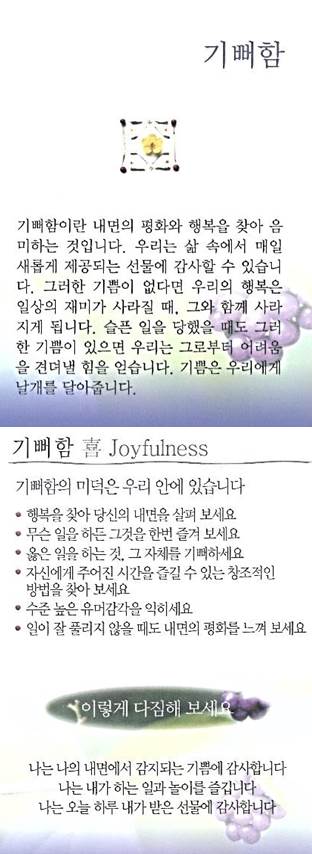 기뻐함
기뻐함이란 내면의 평화와 행복을 찾아 음
미하는 것입니다. 우리는 삶 속에서 매일
새롭게 제공되는 선물에 감사할 수 있습니
다. 그러한 기쁨이 없다면 우리의 행복은
일상의 재미가 사라질 때, 그와 함께 사라
지게 됩니다. 슬픈 일을 당했을 때도 그러
한 기쁨이 있으면 우리는 그로부터 어려움
을 견뎌낼 힘을 얻습니다. 기쁨은 우리에게
날개를 달아줍니다.
기뻐함 喜 Joyfulness
기뻐함의 미덕은 우리 안에 있습니다
• 행복을 찾아 당신의 내면을 살펴 보세요
• 무슨 일을 하든 그것을 한번 즐겨 보세요
• 옳은 일을 하는 것, 그 자체를 기뻐하세요
• 자신에게 주어진 시간을 즐길 수 있는 창조적인
방법을 찾아 보세요
• 수준 높은 유머감각을 익히세요
• 일이 잘 풀리지 않을 때도 내면의 평화를 느껴 보세요
이렇게 다짐해 보세요
나는 나의 내면에서 감지되는 기쁨에 감사합니다
나는 내가 하는 일과 놀이를 즐깁니다
나는 오늘 하루 내가 받은 선물에 감사합니다